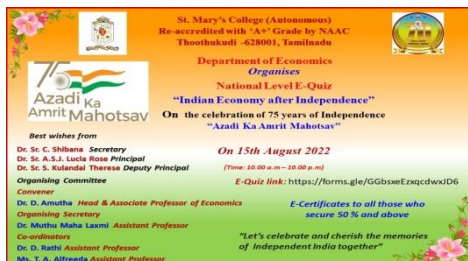 St. Mary's College (Autonomous)
Re-accredited with 'A+' Grade by NAAC
Thoothukudi -628001, Tamilnadu
Department of Economics
Organises
National Level E-Quiz
"Indian Economy after Independence"
On the celebration of 75 years of Independence
"Azadi Ka Amrit Mahotsav"
75
Azadi Ka
Amrit Mahotsav
Best wishes from
Dr. Sr. C. Shibana Secretary
Dr. Sr. A.S.J. Lucia Rose Principal
Dr. Sr. S. Kulandai Therese Deputy Principal
Organising Committee
Convener
Dr. D. Amutha Head & Associate Professor of Economics
Organising Secretary
Dr. Muthu Maha Laxmi Assistant Professor
Co-ordinators
Dr. D. Rathi Assistant Professor
Ms. T. A. Alfreeda Assistant Professor
On 15th August 2022
(Time: 10.00 a.m – 10.00 p.m)
E-Quiz link: https://forms.gle/GGbsxeEzxqcdwxJD6
E-Certificates to all those who
secure 50 % and above
"Let's celebrate and cherish the memories
of Independent India together"